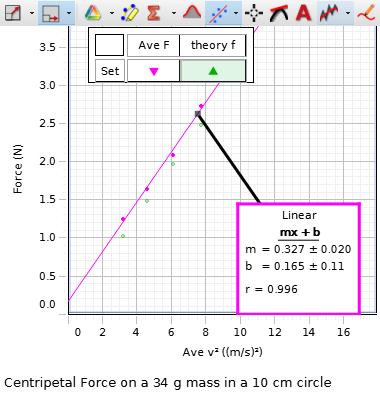 A
Ave F theory f
Set
3.5
3.0
2.5
2.0
1.5
1.0
0.5
0.0
Force (N)
Linear
mx + b
m = 0.327 ± 0.020
b = 0.165 ± 0.11
r = 0.996
0 2 4 6 8 10 12 14 16
Ave v² ((m/s)²)
Centripetal Force on a 34 g mass in a 10 cm circle